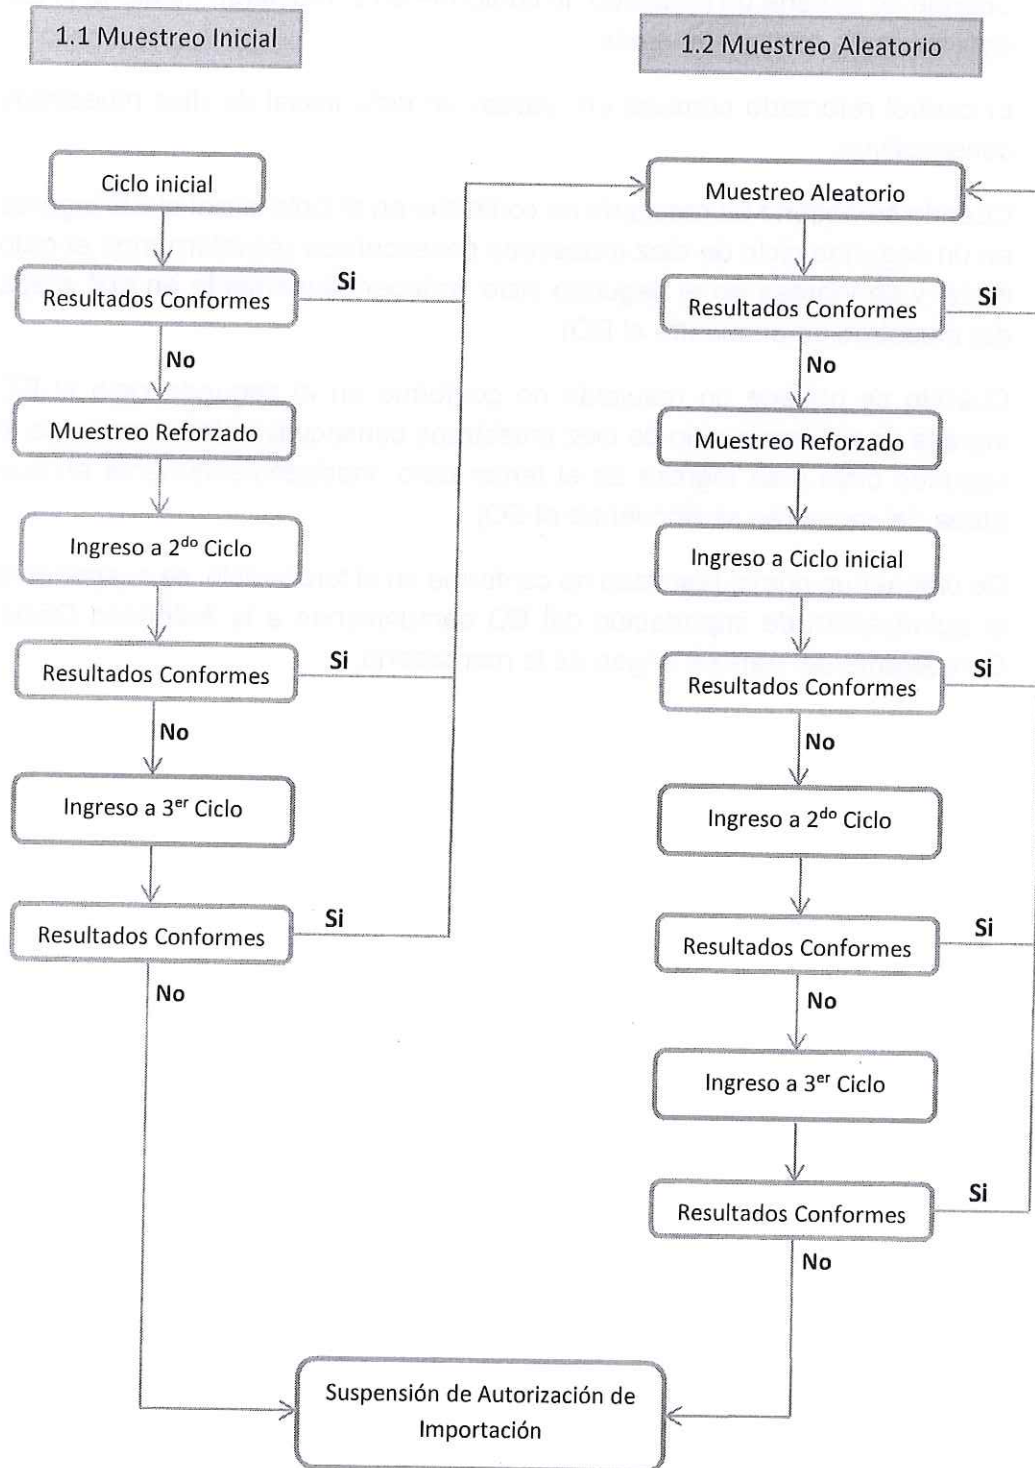 1.1 Muestreo Inicial
Ciclo inicial
Resultados Conformes
Si
No
Muestreo Reforzado
Ingreso a 2do Ciclo
Resultados Conformes
Si
No
Ingreso a 3er Ciclo
Resultados Conformes
Si
No
1.2 Muestreo Aleatorio
Muestreo Aleatorio
Resultados Conformes
Si
No
Muestreo Reforzado
Ingreso a Ciclo inicial
Resultados Conformes
Si
No
Ingreso a 2do Ciclo
Resultados Conformes
Si
No
Ingreso a 3er Ciclo
Resultados Conformes
Si
No
Suspensión de Autorización de
Importación